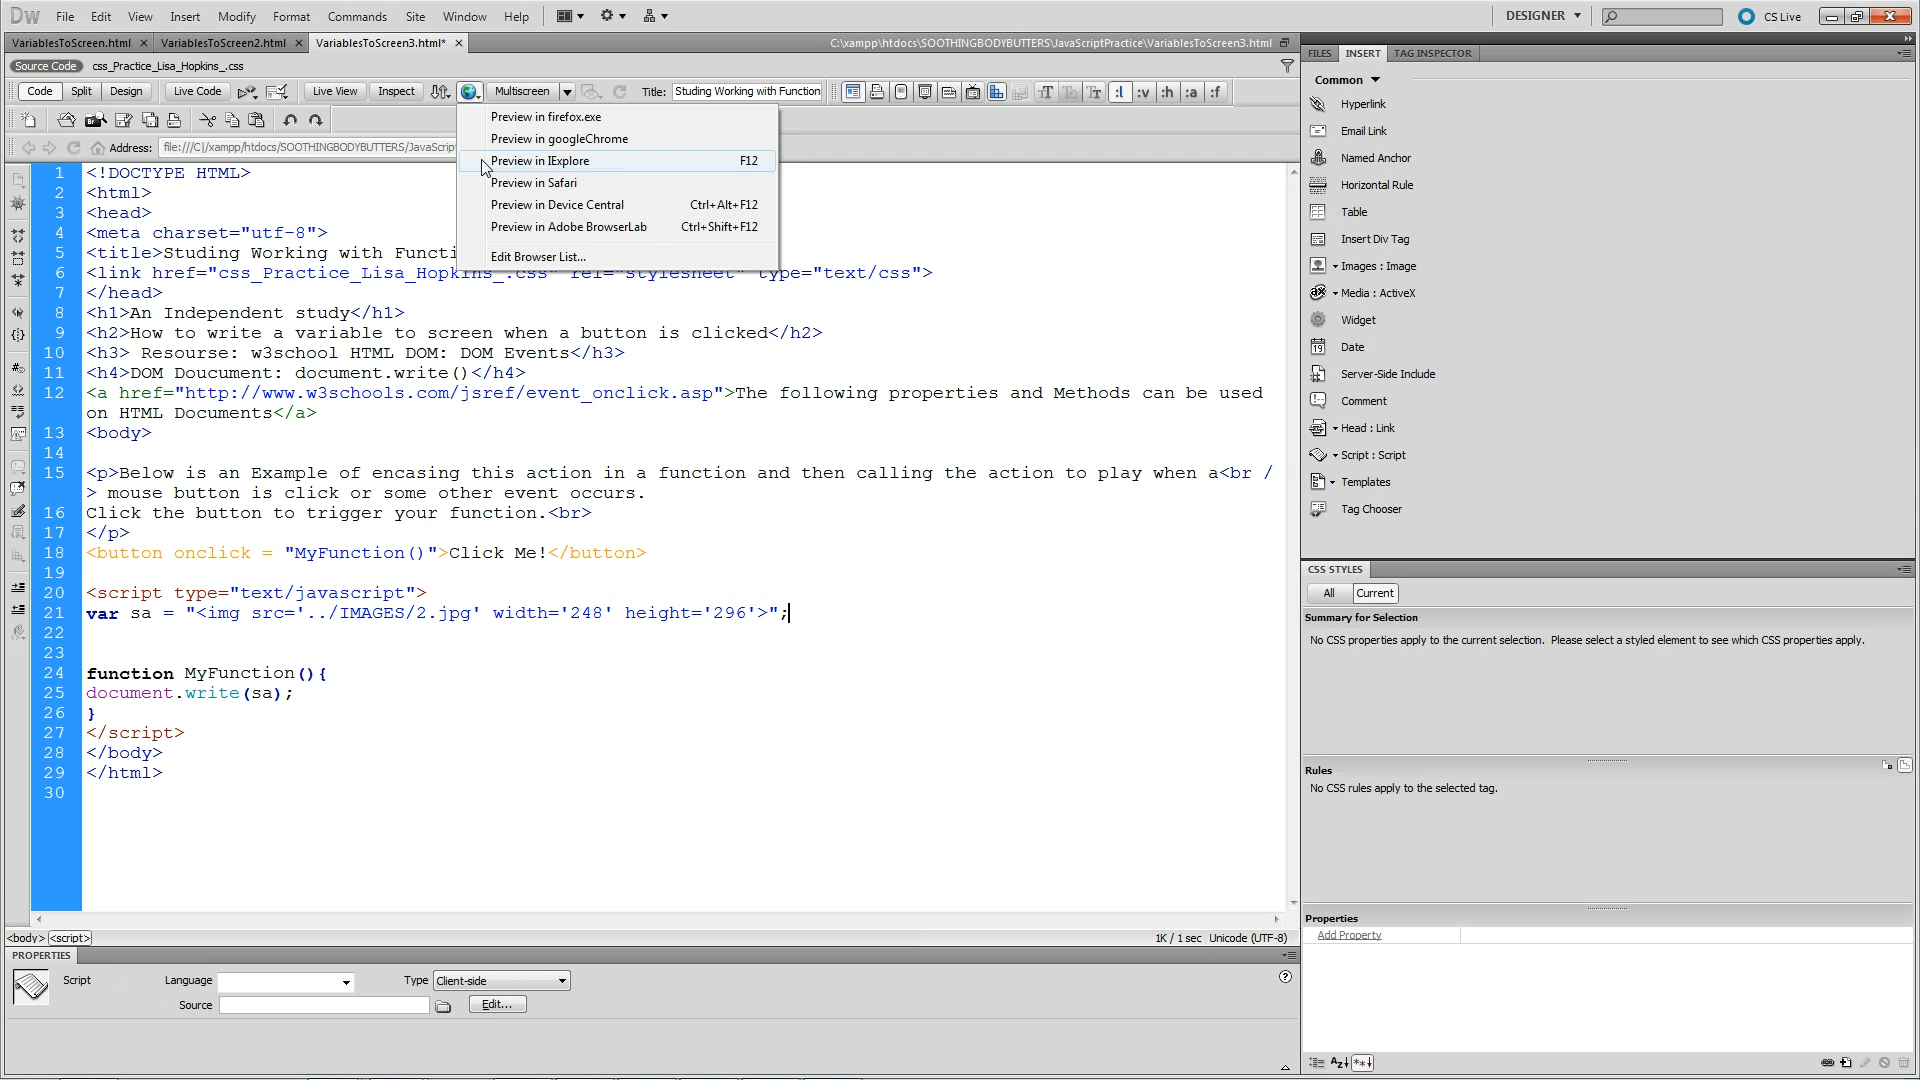 Dw File Edit View Insert Modify Format Commands Site Window Help DESIGNER CS Live
VariablesToScreen.html VariablesToScreen2.html VariablesToScreen3.html* C:\xampp\htdocs\SOOTHINGBODYBUTTERS\JavaScriptPractice\VariablesToScreen3.html
Source Code css_Practice_Lisa_Hopkins_.css
Code Split Design Live Code Live View Inspect Multiscreen Title: Studing Working with Function
Address: file:///C|/xampp/htdocs/SOOTHINGBODYBUTTERS/JavaScript
Preview in firefox.exe
Preview in googleChrome
Preview in IExplore F12
Preview in Safari
Preview in Device Central Ctrl+Alt+F12
Preview in Adobe BrowserLab Ctrl+Shift+F12
Edit Browser List...
1 <!DOCTYPE HTML>
2 <html>
3 <head>
4 <meta charset="utf-8">
5 <title>Studing Working with Functi
6 <link href="css_Practice_Lisa_Hopkins_.css" rel="stylesheet" type="text/css">
7 </head>
8 <h1>An Independent study</h1>
9 <h2>How to write a variable to screen when a button is clicked</h2>
10 <h3> Resourse: w3school HTML DOM: DOM Events</h3>
11 <h4>DOM Doucument: document.write()</h4>
12 <a href="http://www.w3schools.com/jsref/event_onclick.asp">The following properties and Methods can be used
on HTML Documents</a>
13 <body>
14
15 <p>Below is an Example of encasing this action in a function and then calling the action to play when a<br /
> mouse button is click or some other event occurs.
16 Click the button to trigger your function.<br>
17 </p>
18 <button onclick = "MyFunction()">Click Me!</button>
19
20 <script type="text/javascript">
21 var sa = "<img src='../IMAGES/2.jpg' width='248' height='296'>";
22
23
24 function MyFunction(){
25 document.write(sa);
26 }
27 </script>
28 </body>
29 </html>
30
<body> <script> 1K / 1 sec Unicode (UTF-8)
PROPERTIES
Script Language Type Client-side
Source Edit...
FILES INSERT TAG INSPECTOR
Common
Hyperlink
Email Link
Named Anchor
Horizontal Rule
Table
Insert Div Tag
Images : Image
Media : ActiveX
Widget
Date
Server-Side Include
Comment
Head : Link
Script : Script
Templates
Tag Chooser
CSS STYLES
All Current
Summary for Selection
No CSS properties apply to the current selection. Please select a styled element to see which CSS properties apply.
Rules
No CSS rules apply to the selected tag.
Properties
Add Property